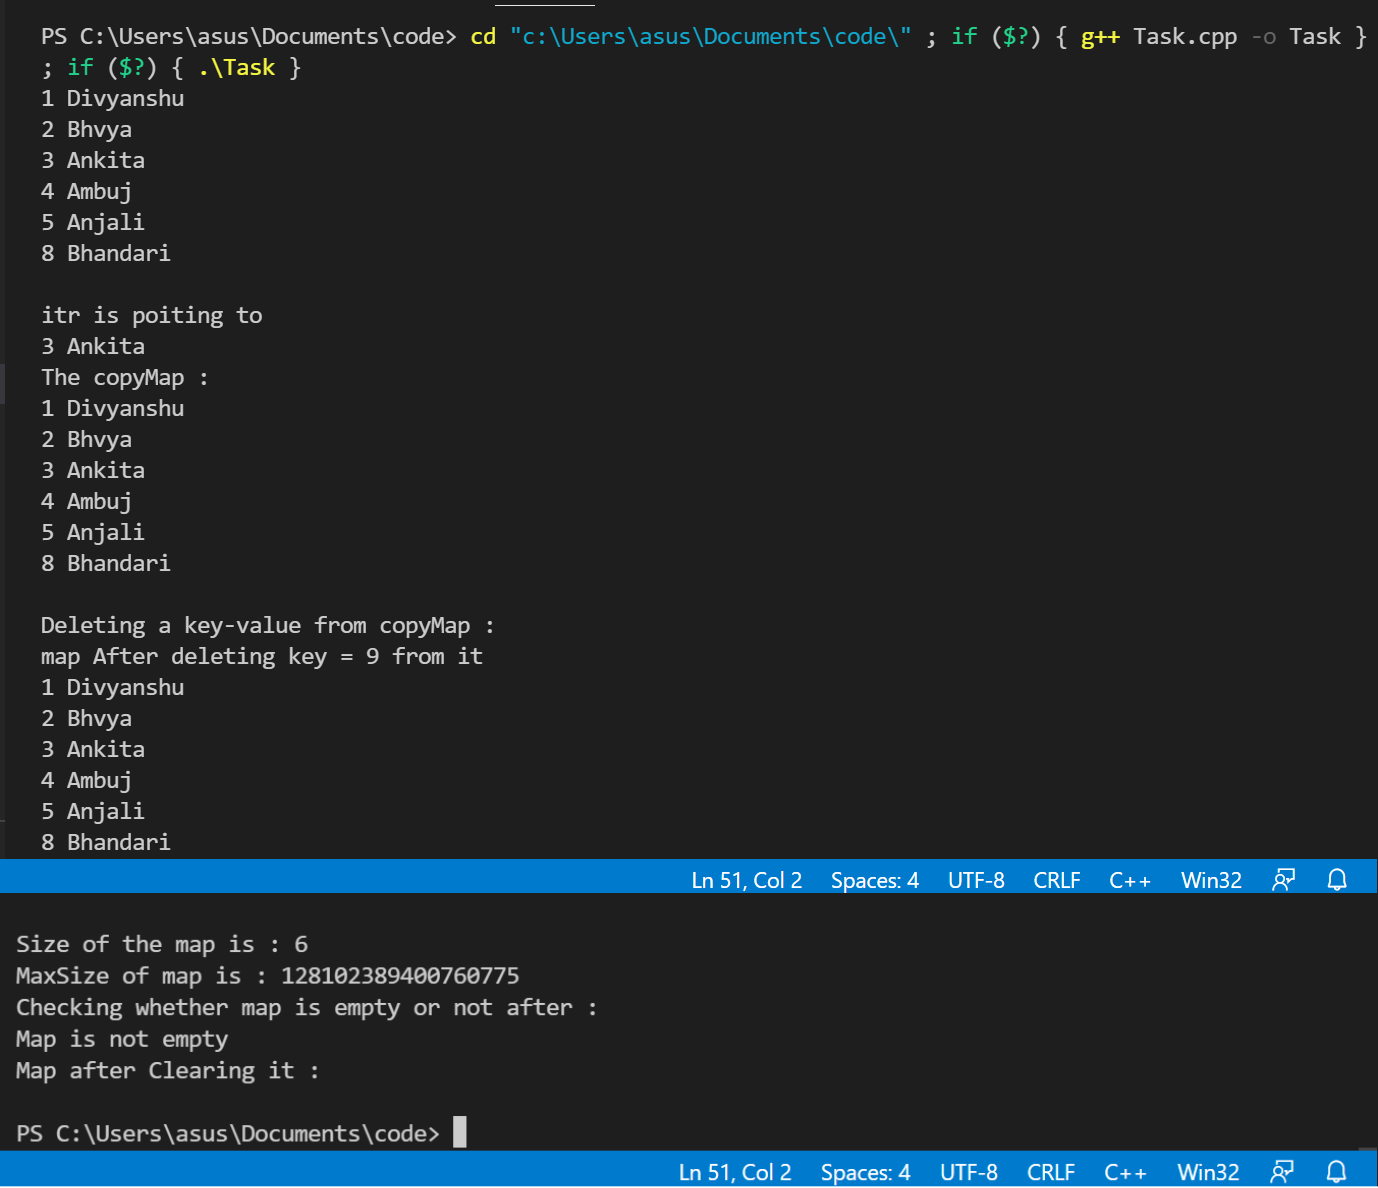 PS C:\Users\asus\Documents\code> cd "c:\Users\asus\Documents\code\" ; if ($?) { g++ Task.cpp -o Task }
; if ($?) { .\Task }
1 Divyanshu
2 Bhvya
3 Ankita
4 Ambuj
5 Anjali
8 Bhandari
itr is poiting to
3 Ankita
The copyMap :
1 Divyanshu
2 Bhvya
3 Ankita
4 Ambuj
5 Anjali
8 Bhandari
Deleting a key-value from copyMap :
map After deleting key = 9 from it
1 Divyanshu
2 Bhvya
3 Ankita
4 Ambuj
5 Anjali
8 Bhandari
Ln 51, Col 2 Spaces: 4 UTF-8 CRLF C++ Win32
Size of the map is : 6
MaxSize of map is : 128102389400760775
Checking whether map is empty or not after :
Map is not empty
Map after Clearing it :
PS C:\Users\asus\Documents\code>
Ln 51, Col 2 Spaces: 4 UTF-8 CRLF C++ Win32